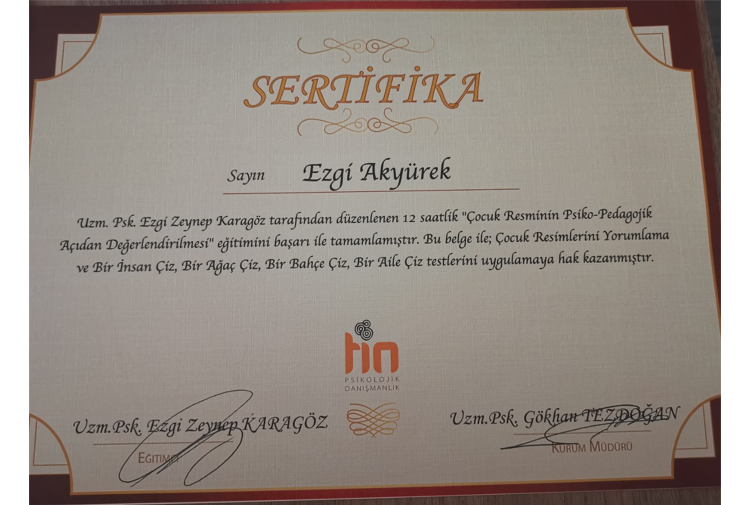 SERTİFİKA
Sayın Ezgi Akyürek
Uzm. Psk. Ezgi Zeynep Karagöz tarafından düzenlenen 12 saatlik "Çocuk Resminin Psiko-Pedagojik
Açıdan Değerlendirilmesi" eğitimini başarı ile tamamlamıştır. Bu belge ile; Çocuk Resimlerini Yorumlama
ve Bir İnsan Çiz, Bir Ağaç Çiz, Bir Bahçe Çiz, Bir Aile Çiz testlerini uygulamaya hak kazanmıştır.
tin
PSİKOLOJİK
DANIŞMANLIK
Uzm.Psk. Ezgi Zeynep KARAGÖZ
EĞİTİMCİ
Uzm.Psk. Gökhan TEZDOĞAN
KURUM MÜDÜRÜ